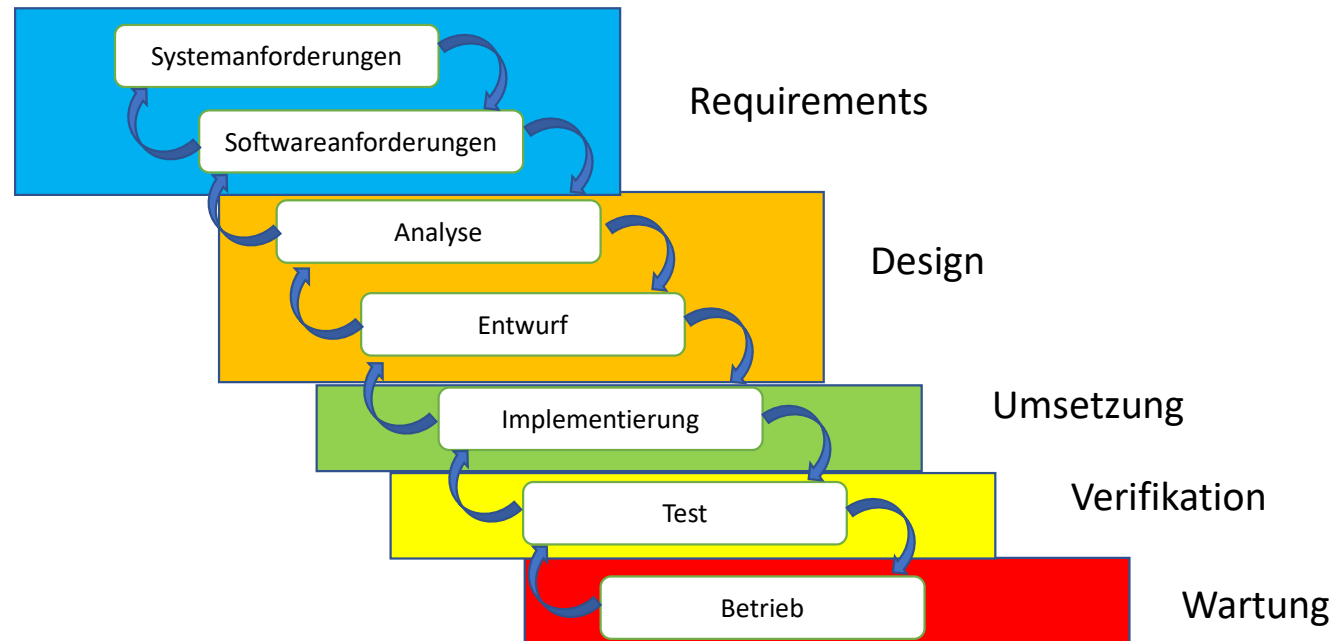 Systemanforderungen
Requirements
Softwareanforderungen
Analyse
Design
Entwurf
Implementierung
Umsetzung
Verifikation
Test
Betrieb
Wartung